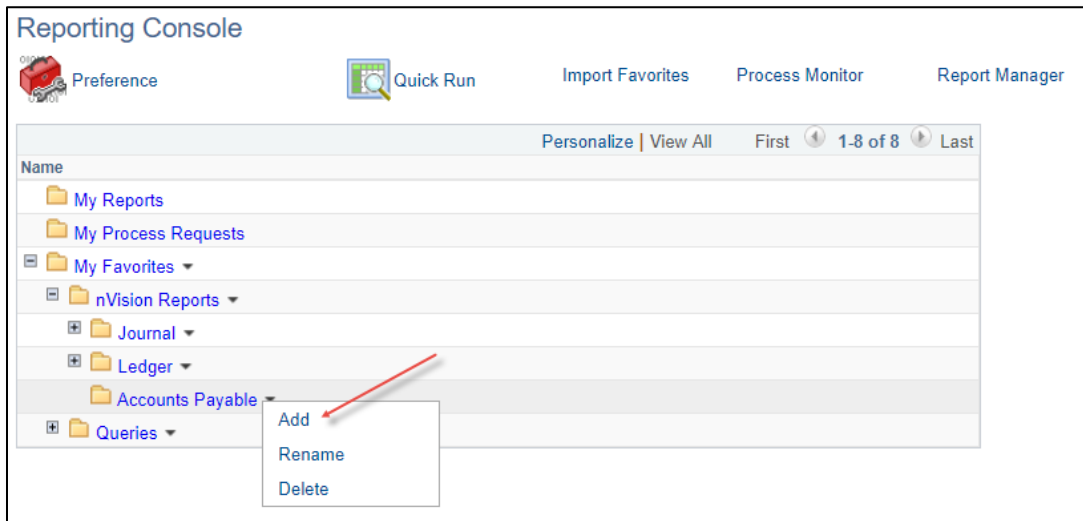 Reporting Console
Preference Quick Run Import Favorites Process Monitor Report Manager
Personalize | View All First 1-8 of 8 Last
Name
My Reports
My Process Requests
My Favorites
nVision Reports
Journal
Ledger
Accounts Payable
Add
Queries
Rename
Delete